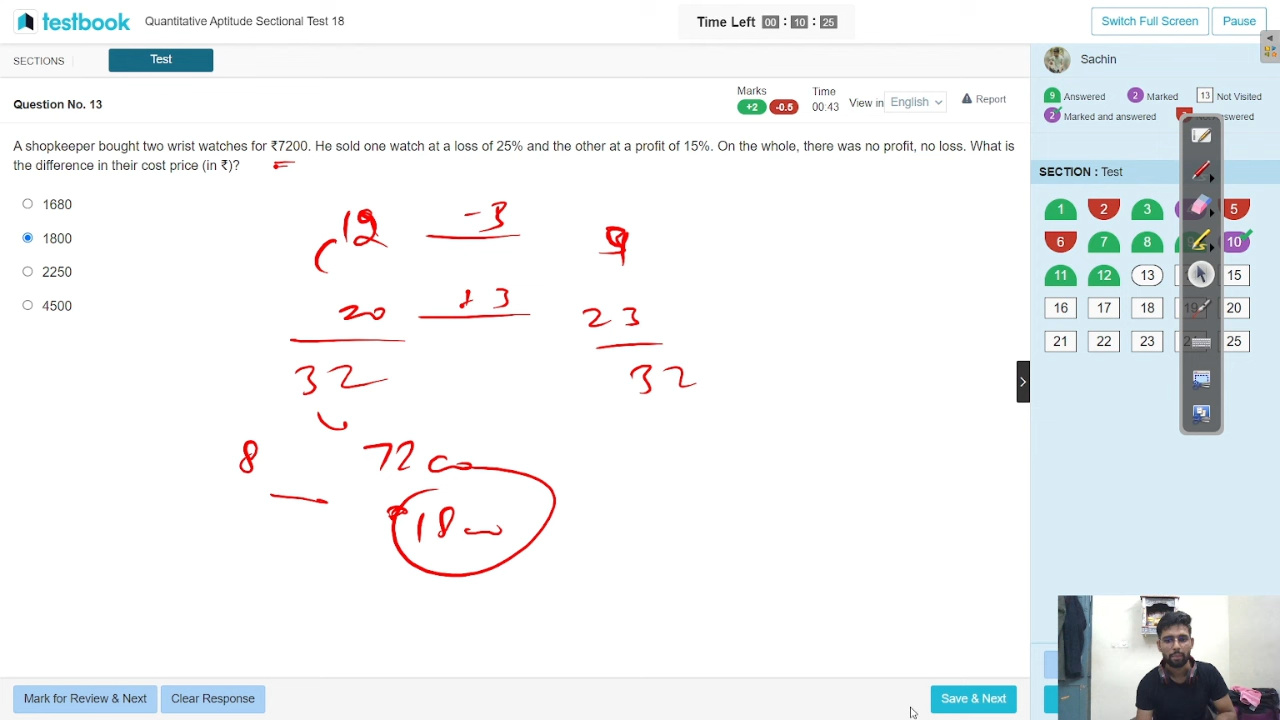 testbook
Quantitative Aptitude Sectional Test 18
Time Left 00 : 10 : 25
Switch Full Screen
Pause
SECTIONS
Test
Sachin
Question No. 13
Marks
+2 -0.5
Time
00:43
View in English
Report
9 Answered
2 Marked
13 Not Visited
2 Marked and answered
A shopkeeper bought two wrist watches for ₹7200. He sold one watch at a loss of 25% and the other at a profit of 15%. On the whole, there was no profit, no loss. What is
the difference in their cost price (in ₹)?
1680
1800
2250
4500
SECTION : Test
1 2 3 5
6 7 8 10
11 12 13 15
16 17 18 19 20
21 22 23 25
12 -3 9
20 +3 23
32 32
8 7200
1800
Mark for Review & Next
Clear Response
Save & Next